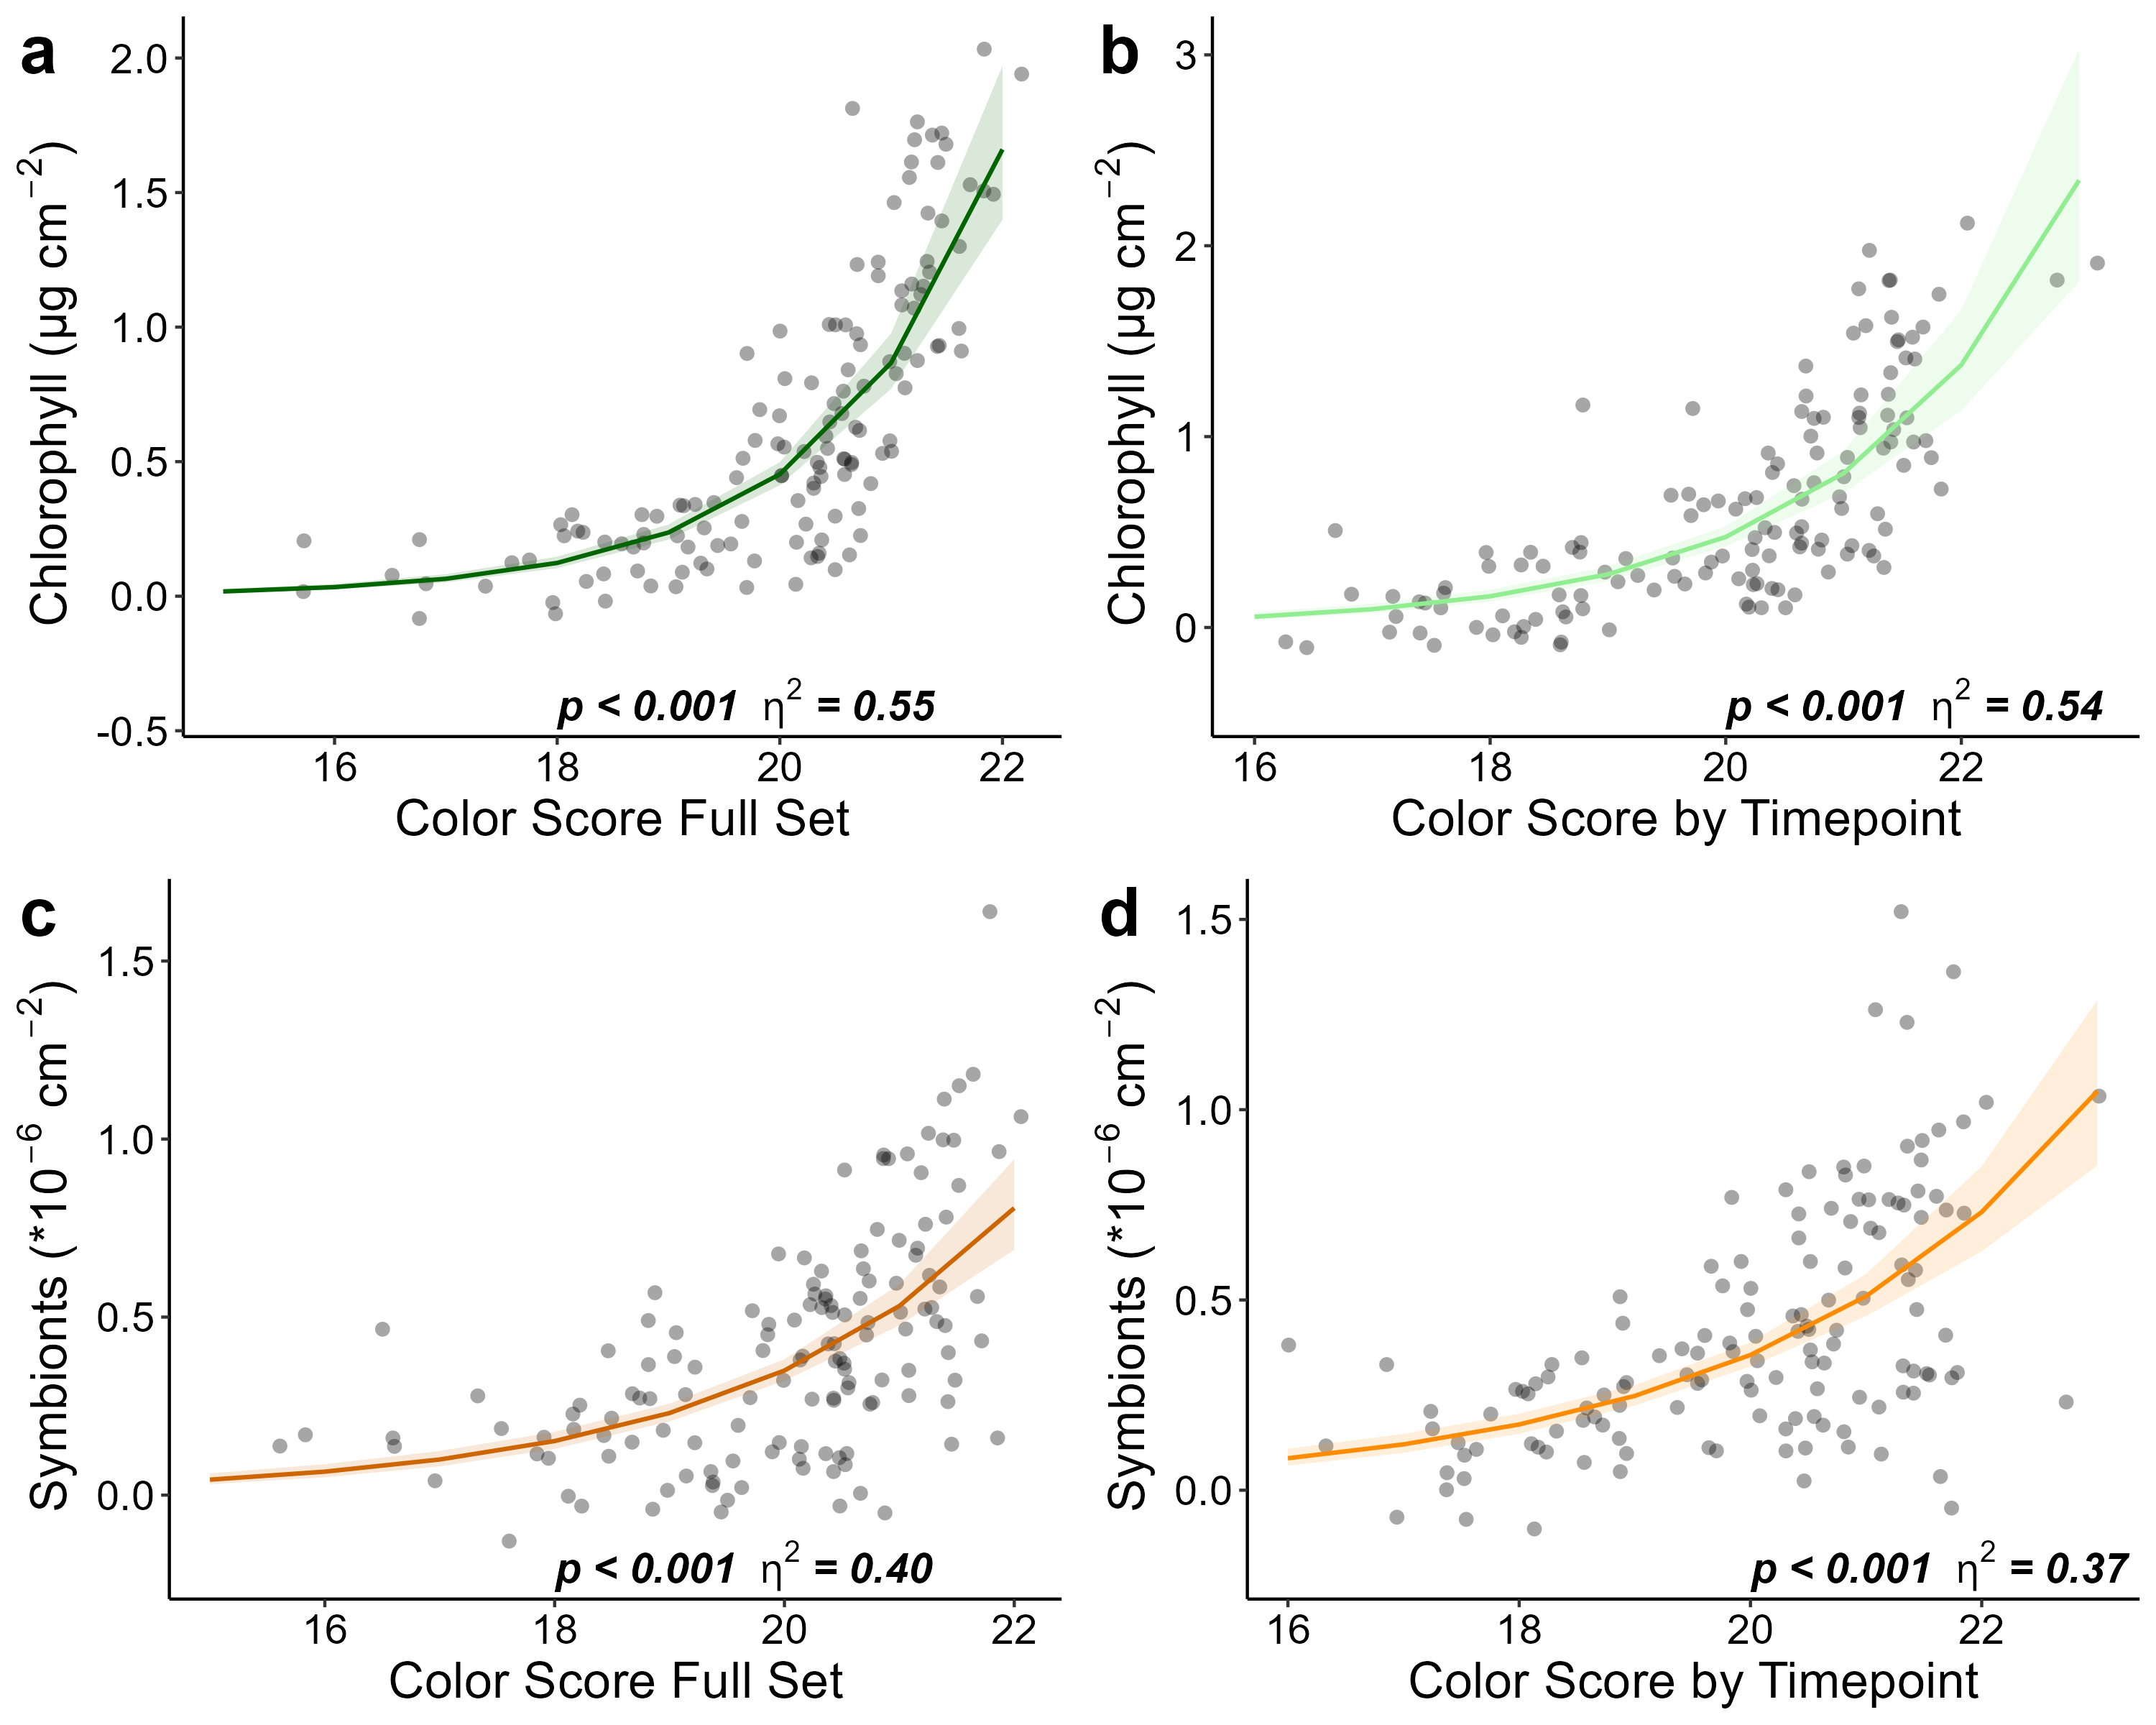 a
2.0
1.5
1.0
0.5
0.0
-0.5
Chlorophyll (µg cm⁻²)
p < 0.001 η² = 0.55
16 18 20 22
Color Score Full Set
b
3
2
1
0
Chlorophyll (µg cm⁻²)
p < 0.001 η² = 0.54
16 18 20 22
Color Score by Timepoint
c
1.5
1.0
0.5
0.0
Symbionts (*10⁻⁶ cm⁻²)
p < 0.001 η² = 0.40
16 18 20 22
Color Score Full Set
d
1.5
1.0
0.5
0.0
Symbionts (*10⁻⁶ cm⁻²)
p < 0.001 η² = 0.37
16 18 20 22
Color Score by Timepoint